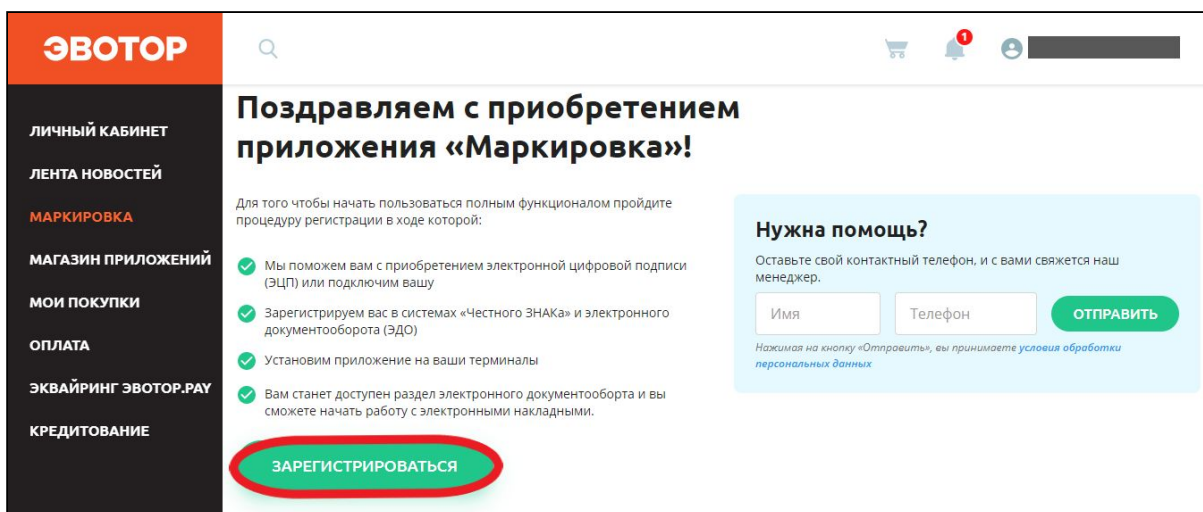 ЭВОТОР
1
ЛИЧНЫЙ КАБИНЕТ
ЛЕНТА НОВОСТЕЙ
МАРКИРОВКА
МАГАЗИН ПРИЛОЖЕНИЙ
МОИ ПОКУПКИ
ОПЛАТА
ЭКВАЙРИНГ ЭВОТОР.PAY
КРЕДИТОВАНИЕ
Поздравляем с приобретением
приложения «Маркировка»!
Для того чтобы начать пользоваться полным функционалом пройдите
процедуру регистрации в ходе которой:
Мы поможем вам с приобретением электронной цифровой подписи
(ЭЦП) или подключим вашу
Зарегистрируем вас в системах «Честного ЗНАКа» и электронного
документооборота (ЭДО)
Установим приложение на ваши терминалы
Вам станет доступен раздел электронного документооборта и вы
сможете начать работу с электронными накладными.
ЗАРЕГИСТРИРОВАТЬСЯ
Нужна помощь?
Оставьте свой контактный телефон, и с вами свяжется наш
менеджер.
Имя
Телефон
ОТПРАВИТЬ
Нажимая на кнопку «Отправить», вы принимаете условия обработки
персональных данных